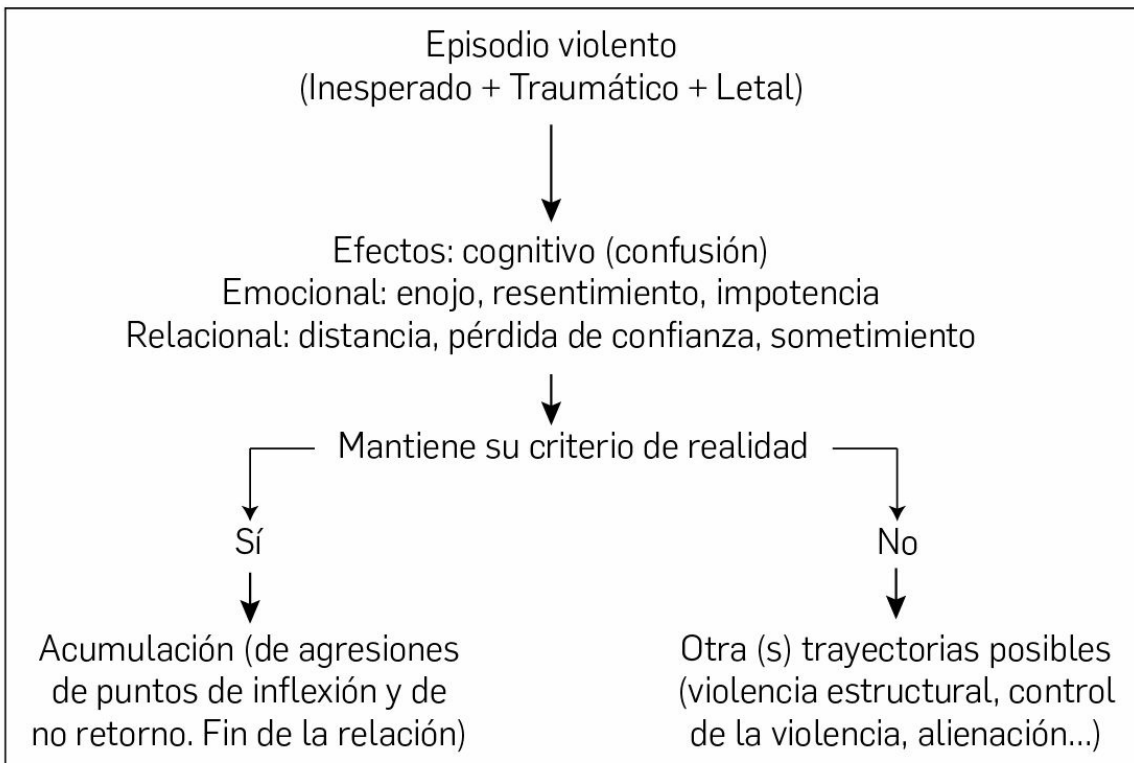 Episodio violento
(Inesperado + Traumático + Letal)
Efectos: cognitivo (confusión)
Emocional: enojo, resentimiento, impotencia
Relacional: distancia, pérdida de confianza, sometimiento
Mantiene su criterio de realidad
Sí
No
Acumulación (de agresiones
de puntos de inflexión y de
no retorno. Fin de la relación)
Otra (s) trayectorias posibles
(violencia estructural, control
de la violencia, alienación...)